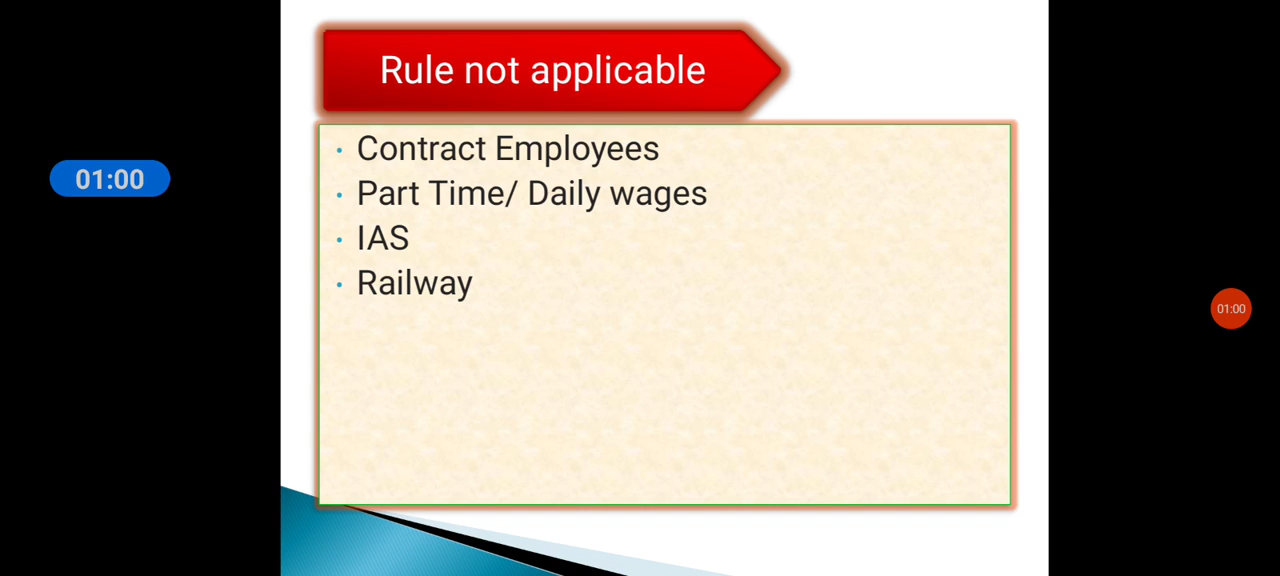 Rule not applicable
• Contract Employees
01:00
• Part Time/ Daily wages
• IAS
• Railway
01:00